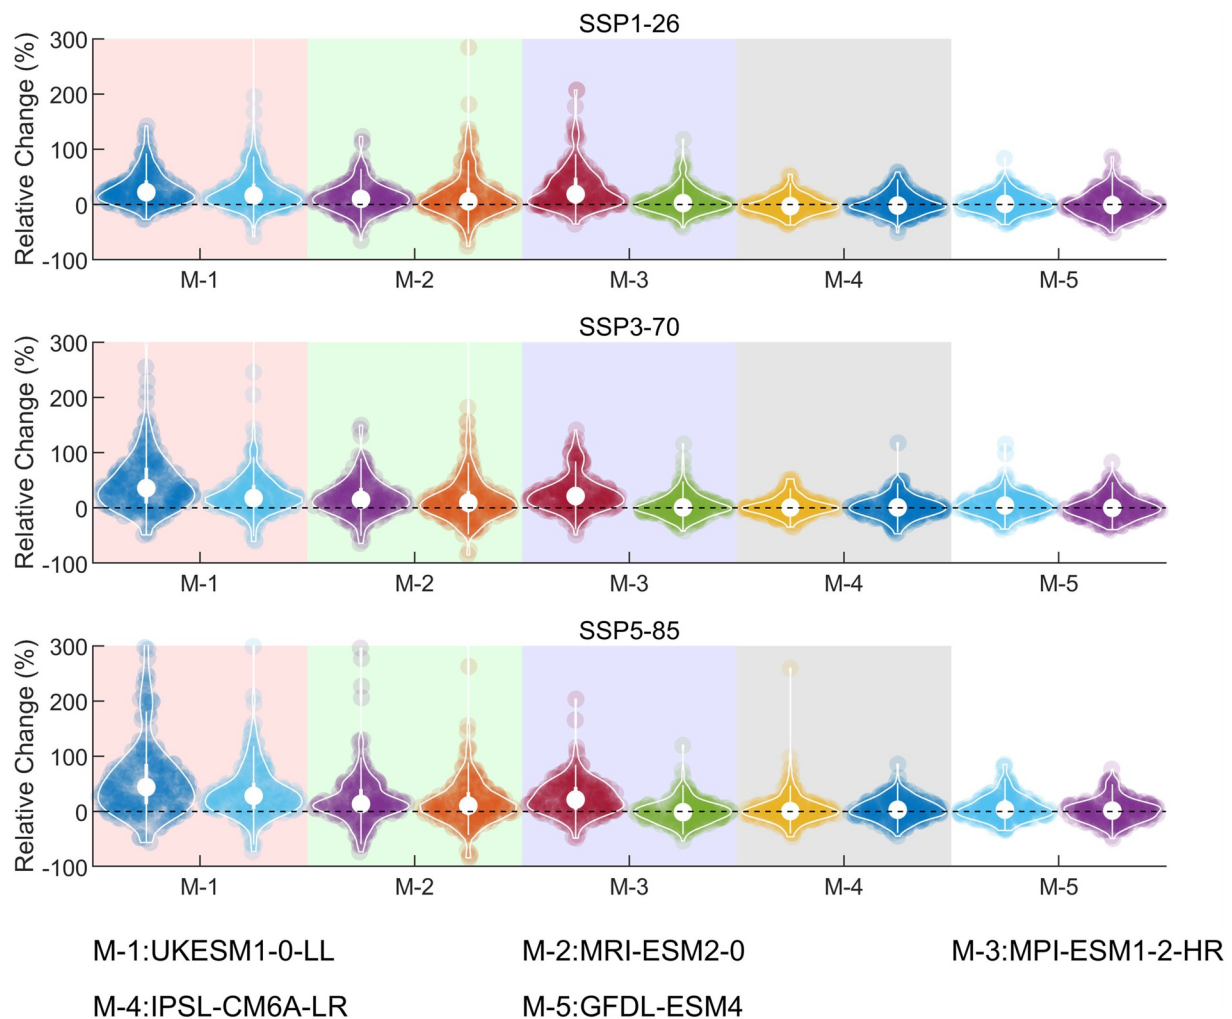 SSP1-26
Relative Change (%)
300
200
100
0
-100
M-1 M-2 M-3 M-4 M-5
SSP3-70
Relative Change (%)
300
200
100
0
-100
M-1 M-2 M-3 M-4 M-5
SSP5-85
Relative Change (%)
300
200
100
0
-100
M-1 M-2 M-3 M-4 M-5
M-1:UKESM1-0-LL M-2:MRI-ESM2-0 M-3:MPI-ESM1-2-HR
M-4:IPSL-CM6A-LR M-5:GFDL-ESM4